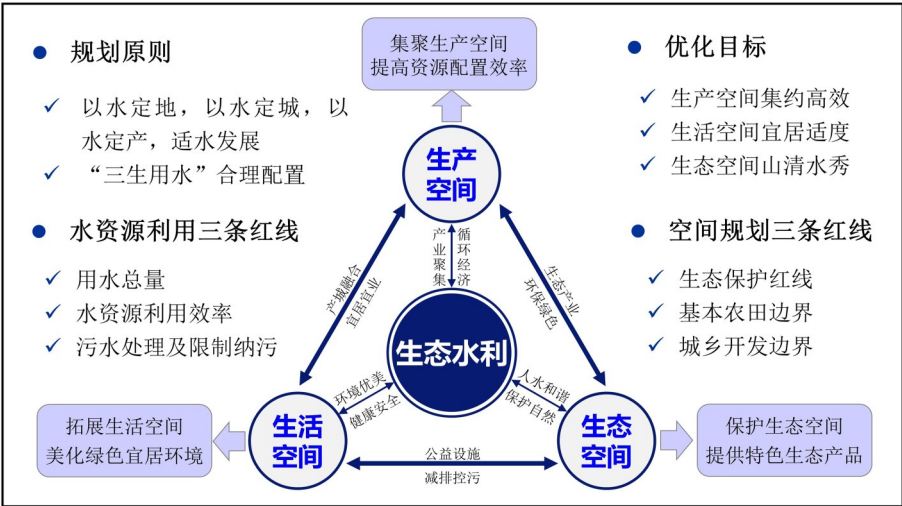 规划原则
以水定地，以水定城，以
水定产，适水发展
“三生用水”合理配置
水资源利用三条红线
用水总量
水资源利用效率
污水处理及限制纳污
集聚生产空间
提高资源配置效率
优化目标
生产空间集约高效
生活空间宜居适度
生态空间山清水秀
空间规划三条红线
生态保护红线
基本农田边界
城乡开发边界
生产
空间
产业聚集
循环经济
产城融合
宜居宜业
生态产业
环保绿色
生态水利
环境优美
健康安全
人水和谐
保护自然
生活
空间
生态
空间
公益设施
减排控污
拓展生活空间
美化绿色宜居环境
保护生态空间
提供特色生态产品